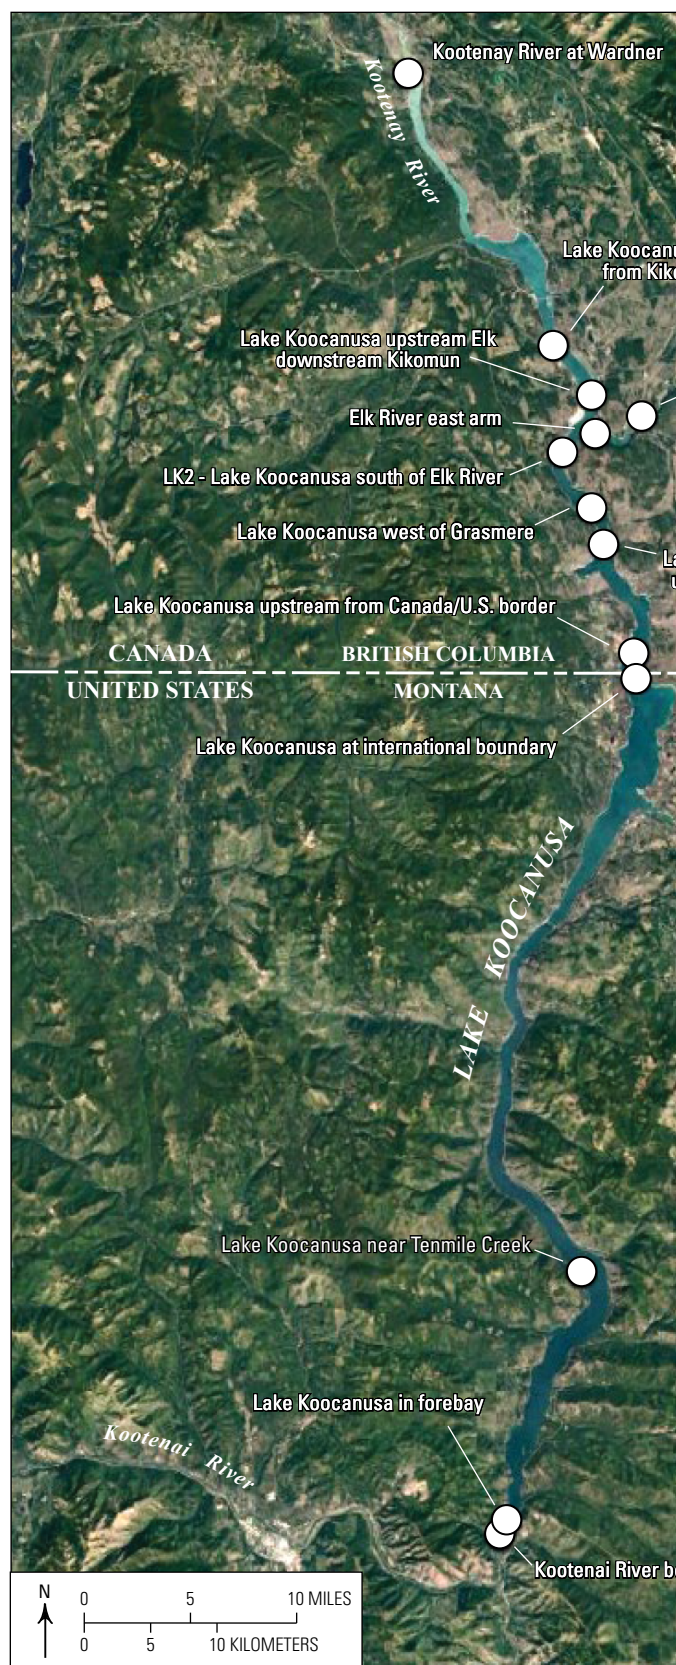 Kootenay River at Wardner
Kootenay River
Lake
from
Lake Koocanusa upstream Elk
downstream Kikomun
Elk River east arm
LK2 - Lake Koocanusa south of Elk River
Lake Koocanusa west of Grasmere
Lake Koocanusa upstream from Canada/U.S. border
CANADA
BRITISH COLUMBIA
UNITED STATES
MONTANA
Lake Koocanusa at international boundary
LAKE KOOCANUSA
Lake Koocanusa near Tenmile Creek
Lake Koocanusa in forebay
Kootenai River
Kootenai River
N
0 5 10 MILES
0 5 10 KILOMETERS